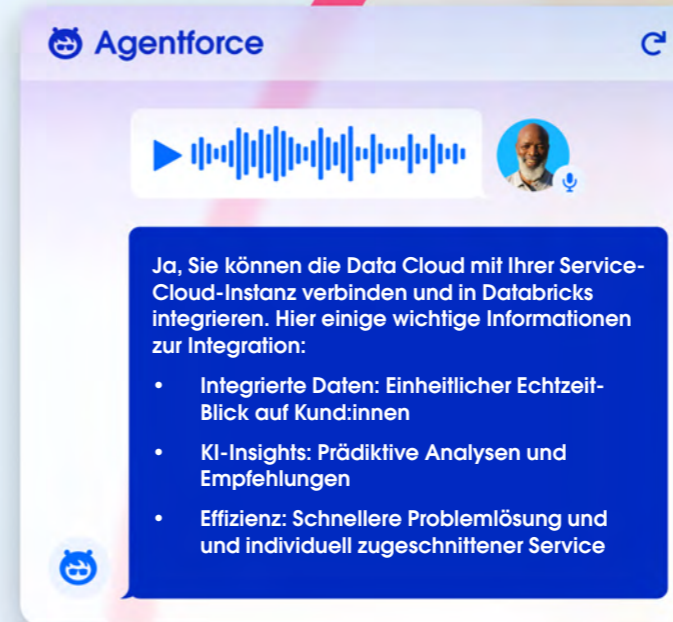 Agentforce
Ja, Sie können die Data Cloud mit Ihrer Service-
Cloud-Instanz verbinden und in Databricks
integrieren. Hier einige wichtige Informationen
zur Integration:
• Integrierte Daten: Einheitlicher Echtzeit-
Blick auf Kund:innen
• KI-Insights: Prädiktive Analysen und
Empfehlungen
• Effizienz: Schnellere Problemlösung und
und individuell zugeschnittener Service